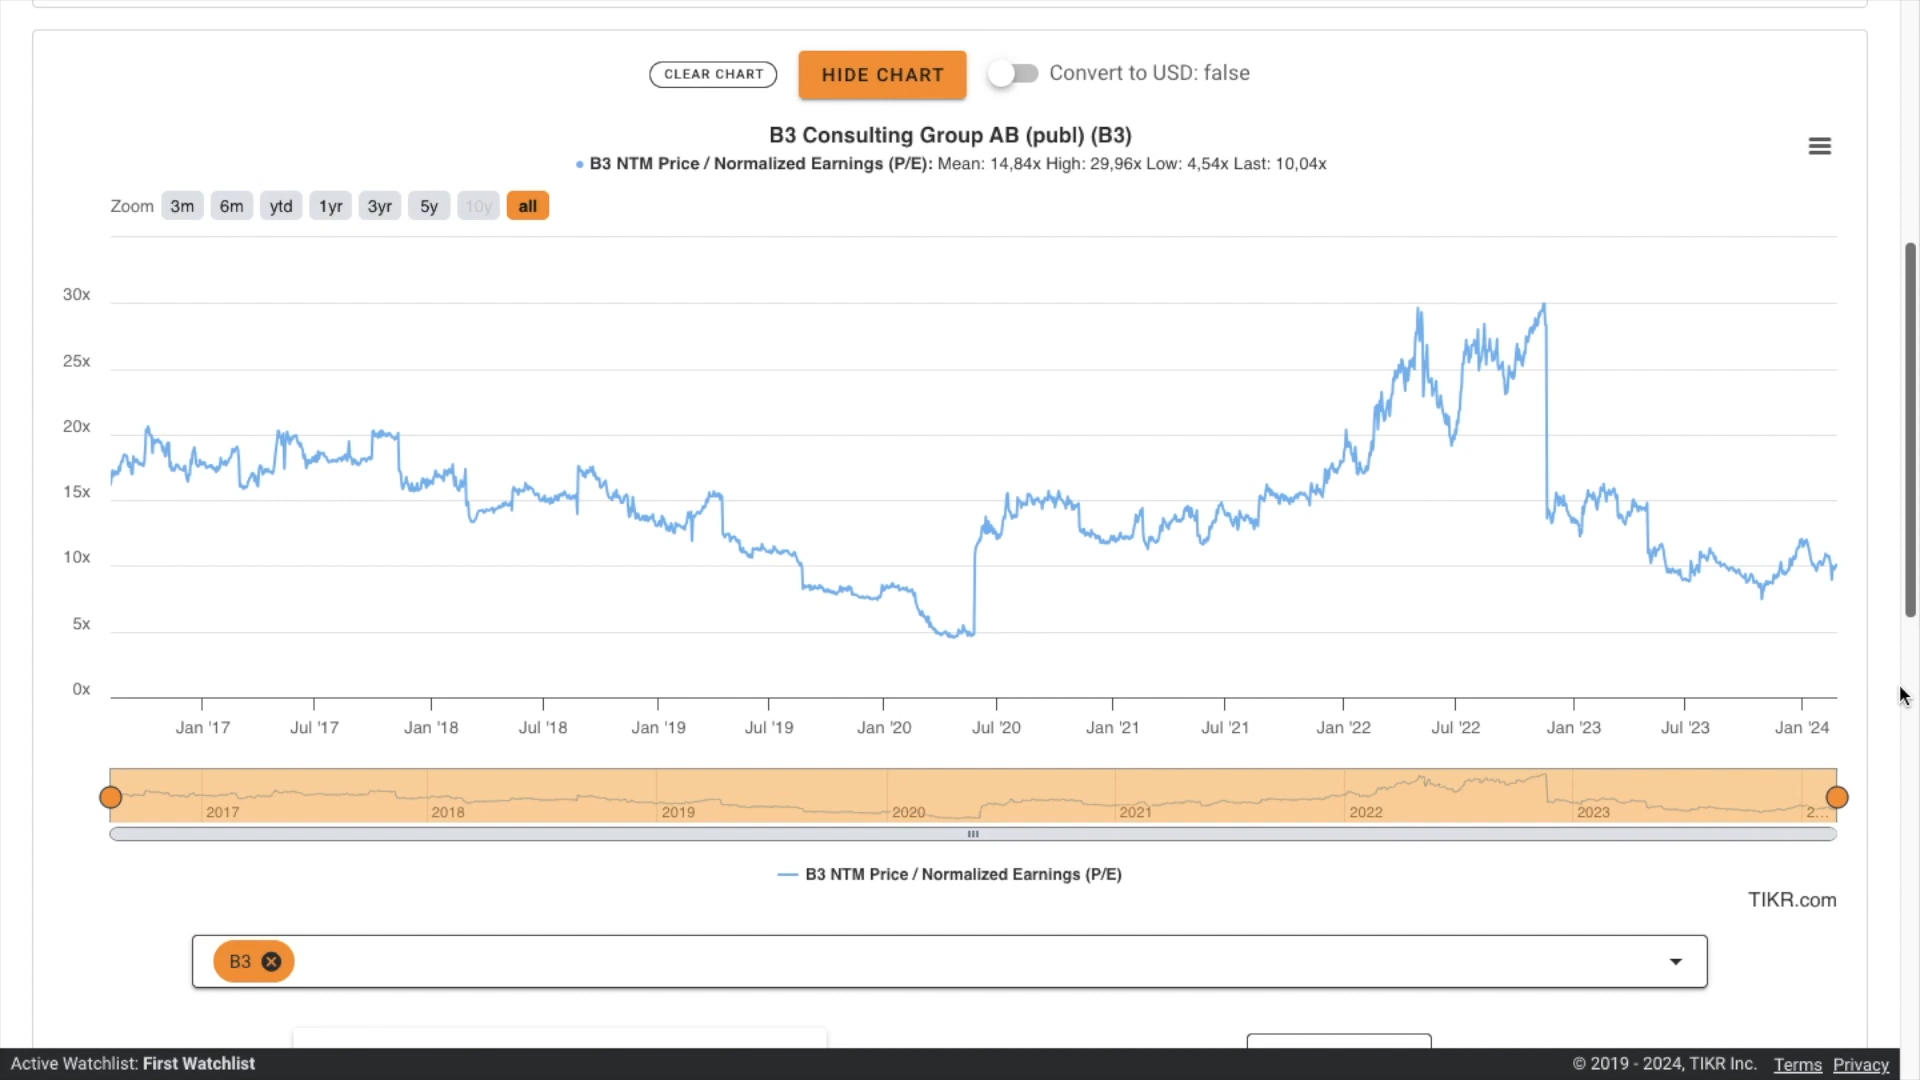 CLEAR CHART
HIDE CHART
Convert to USD: false
B3 Consulting Group AB (publ) (B3)
B3 NTM Price / Normalized Earnings (P/E): Mean: 14,84x High: 29,96x Low: 4,54x Last: 10,04x
Zoom 3m 6m ytd 1yr 3yr 5y 10y all
30x
25x
20x
15x
10x
5x
0x
Jan '17 Jul '17 Jan '18 Jul '18 Jan '19 Jul '19 Jan '20 Jul '20 Jan '21 Jul '21 Jan '22 Jul '22 Jan '23 Jul '23 Jan '24
2017 2018 2019 2020 2021 2022 2023 2...
B3 NTM Price / Normalized Earnings (P/E)
TIKR.com
B3
Active Watchlist: First Watchlist
© 2019 - 2024, TIKR Inc. Terms Privacy